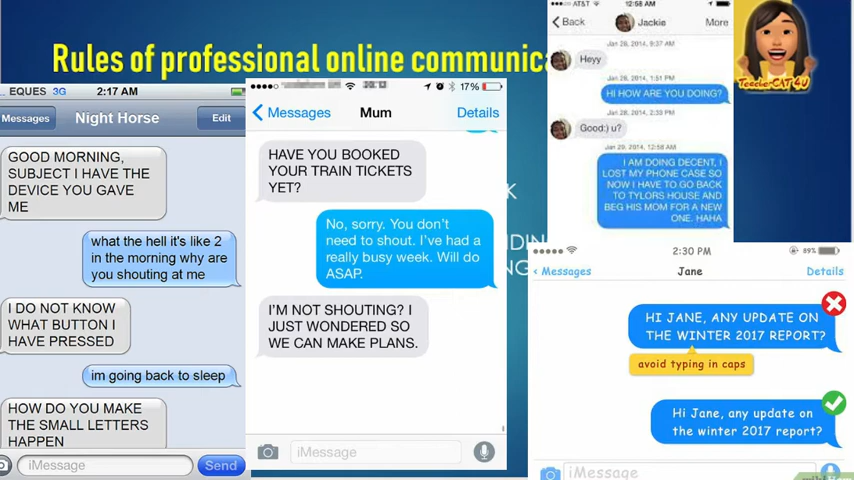 Rules of professional online communica
EQUES 3G
2:17 AM
Messages
Night Horse
Edit
GOOD MORNING,
SUBJECT I HAVE THE
DEVICE YOU GAVE
ME
what the hell it's like 2
in the morning why are
you shouting at me
I DO NOT KNOW
WHAT BUTTON I
HAVE PRESSED
im going back to sleep
HOW DO YOU MAKE
THE SMALL LETTERS
HAPPEN
iMessage
Send
17%
Messages
Mum
Details
HAVE YOU BOOKED
YOUR TRAIN TICKETS
YET?
No, sorry. You don't
need to shout. I've had a
really busy week. Will do
ASAP.
I'M NOT SHOUTING? I
JUST WONDERED SO
WE CAN MAKE PLANS.
iMessage
AT&T
12:58 AM
Back
Jackie
More
Jan 28, 2014, 9:37 AM
Heyy
Jan 28, 2014, 1:51 PM
HI HOW ARE YOU DOING?
Jan 28, 2014, 2:33 PM
Good:) u?
Jan 29, 2014, 12:58 AM
I AM DOING DECENT, I
LOST MY PHONE CASE SO
NOW I HAVE TO GO BACK
TO TYLORS HOUSE AND
BEG HIS MOM FOR A NEW
ONE. HAHA
2:30 PM
89%
Messages
Jane
Details
HI JANE, ANY UPDATE ON
THE WINTER 2017 REPORT?
avoid typing in caps
Hi Jane, any update on
the winter 2017 report?
iMessage